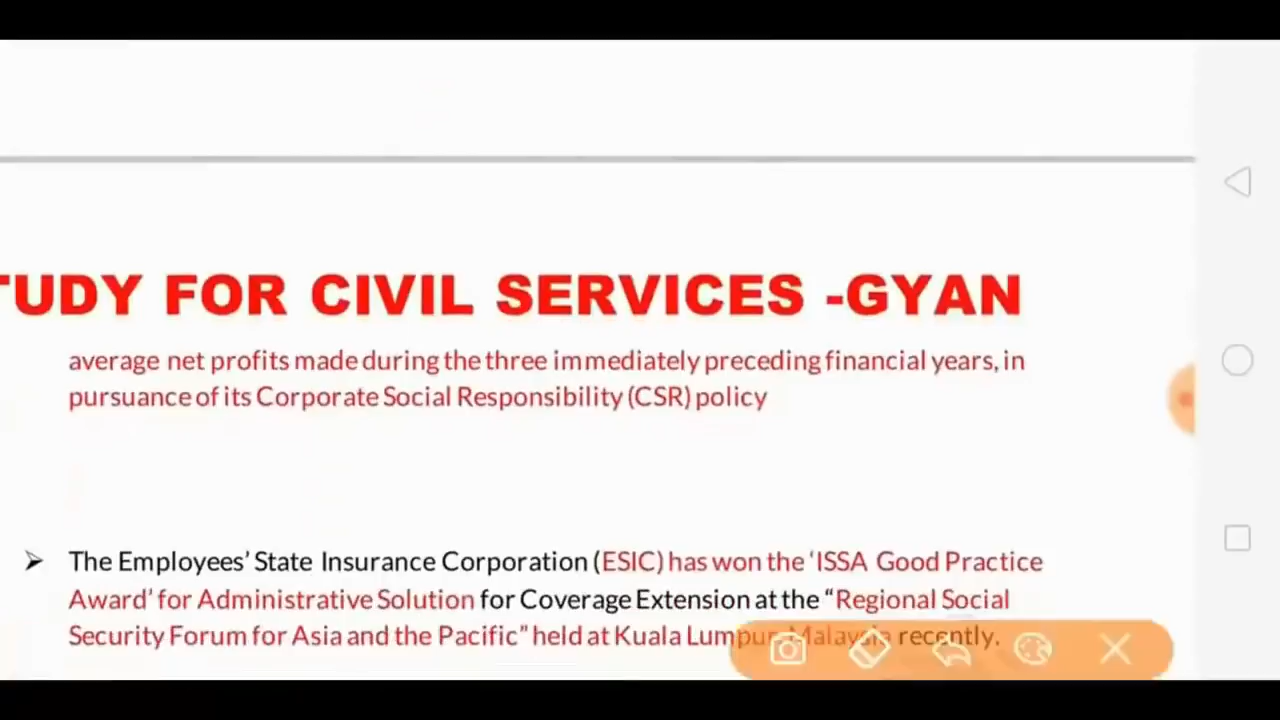 TUDY FOR CIVIL SERVICES -GYAN
average net profits made during the three immediately preceding financial years, in
pursuance of its Corporate Social Responsibility (CSR) policy
➢ The Employees’ State Insurance Corporation (ESIC) has won the ‘ISSA Good Practice
Award’ for Administrative Solution for Coverage Extension at the “Regional Social
Security Forum for Asia and the Pacific” held at Kuala Lumpur, Malaysia recently.